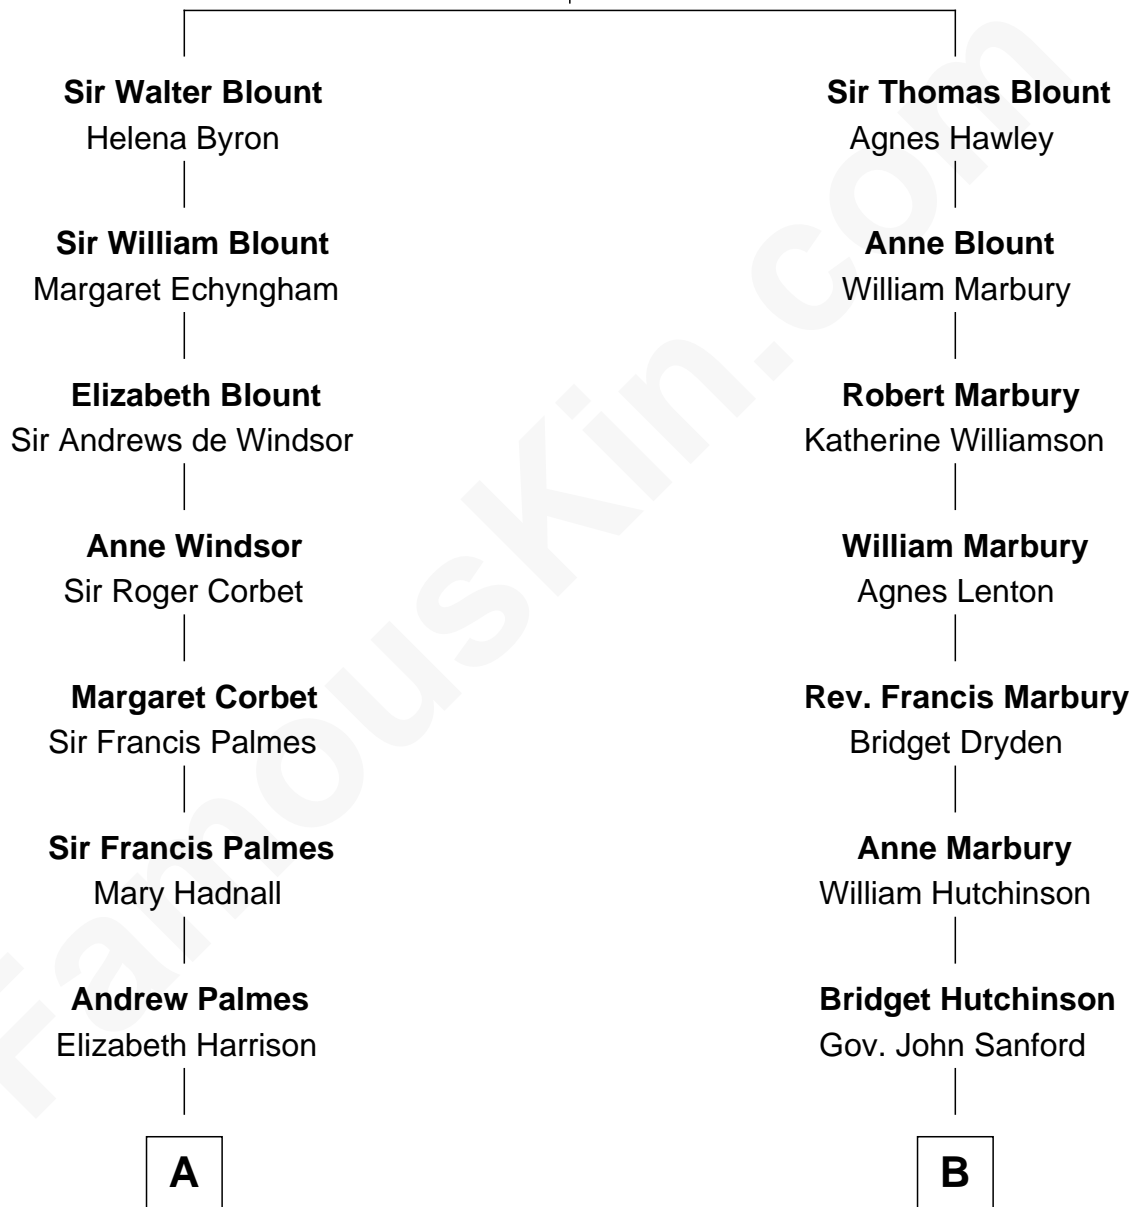 Sir Walter Blount
Helena Byron
Sir William Blount
Margaret Echyngham
Elizabeth Blount
Sir Andrews de Windsor
Anne Windsor
Sir Roger Corbet
Margaret Corbet
Sir Francis Palmes
Sir Francis Palmes
Mary Hadnall
Andrew Palmes
Elizabeth Harrison
A
Sir Thomas Blount
Agnes Hawley
Anne Blount
William Marbury
Robert Marbury
Katherine Williamson
William Marbury
Agnes Lenton
Rev. Francis Marbury
Bridget Dryden
Anne Marbury
William Hutchinson
Bridget Hutchinson
Gov. John Sanford
B
FamousKin.com